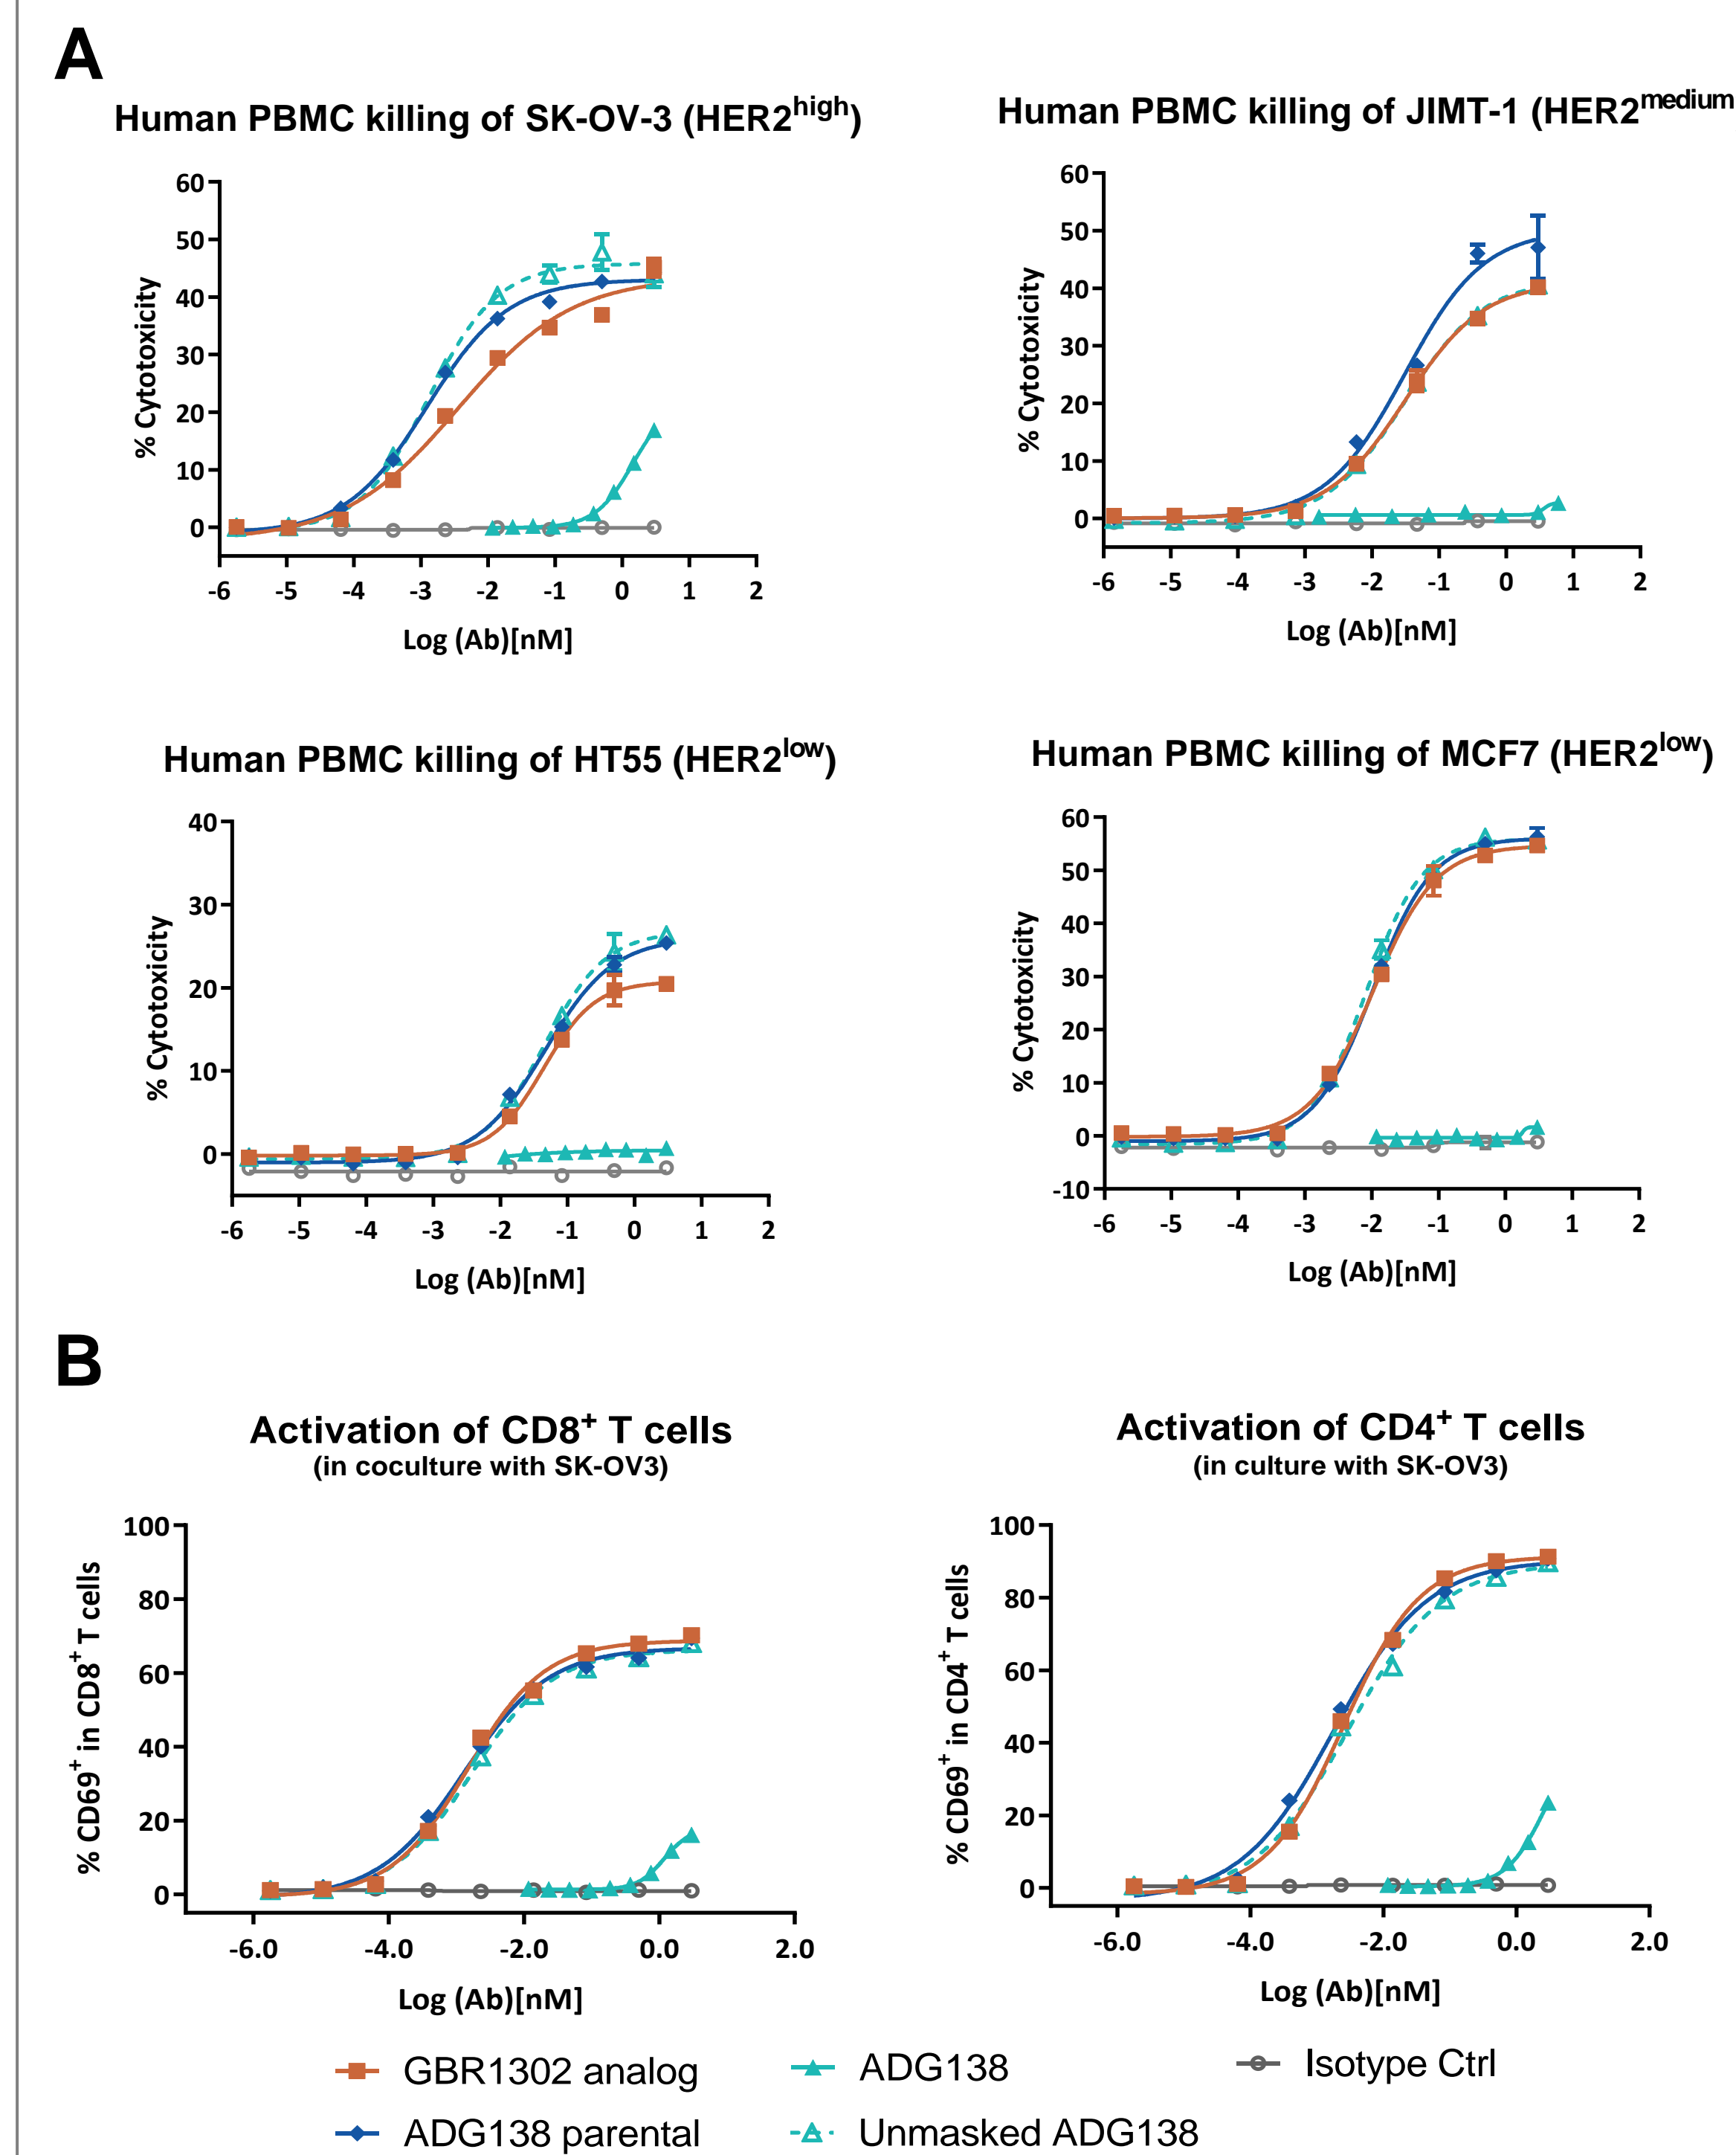 A
Human PBMC killing of SK-OV-3 (HER2high)
60
50
40
30
20
10
0
% Cytotoxicity
-6 -5 -4 -3 -2 -1 0 1 2
Log (Ab)[nM]
Human PBMC killing of JIMT-1 (HER2medium
60
50
40
30
20
10
0
% Cytotoxicity
-6 -5 -4 -3 -2 -1 0 1 2
Log (Ab)[nM]
Human PBMC killing of HT55 (HER2low)
40
30
20
10
0
% Cytotoxicity
-6 -5 -4 -3 -2 -1 0 1 2
Log (Ab)[nM]
Human PBMC killing of MCF7 (HER2low)
60
50
40
30
20
10
0
-10
% Cytotoxicity
-6 -5 -4 -3 -2 -1 0 1 2
Log (Ab)[nM]
B
Activation of CD8+ T cells
(in coculture with SK-OV3)
100
80
60
40
20
0
% CD69+ in CD8+ T cells
-6.0 -4.0 -2.0 0.0 2.0
Log (Ab)[nM]
Activation of CD4+ T cells
(in culture with SK-OV3)
100
80
60
40
20
0
% CD69+ in CD4+ T cells
-6.0 -4.0 -2.0 0.0 2.0
Log (Ab)[nM]
GBR1302 analog
ADG138
Isotype Ctrl
ADG138 parental
Unmasked ADG138